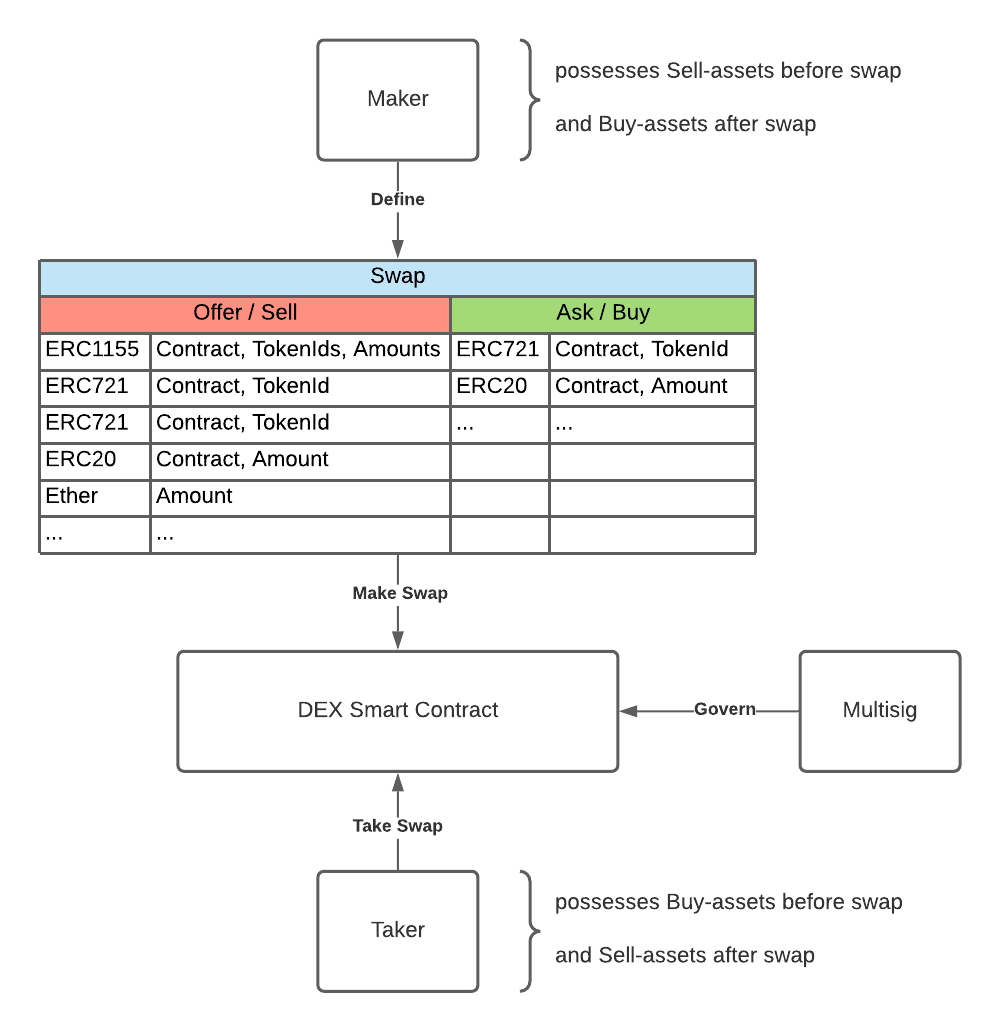 Maker
possesses Sell-assets before swap
and Buy-assets after swap
Define
Swap
Offer / Sell Ask / Buy
ERC1155 Contract, TokenIds, Amounts ERC721 Contract, TokenId
ERC721 Contract, TokenId ERC20 Contract, Amount
ERC721 Contract, TokenId ... ...
ERC20 Contract, Amount
Ether Amount
... ...
Make Swap
DEX Smart Contract
Govern
Multisig
Take Swap
Taker
possesses Buy-assets before swap
and Sell-assets after swap